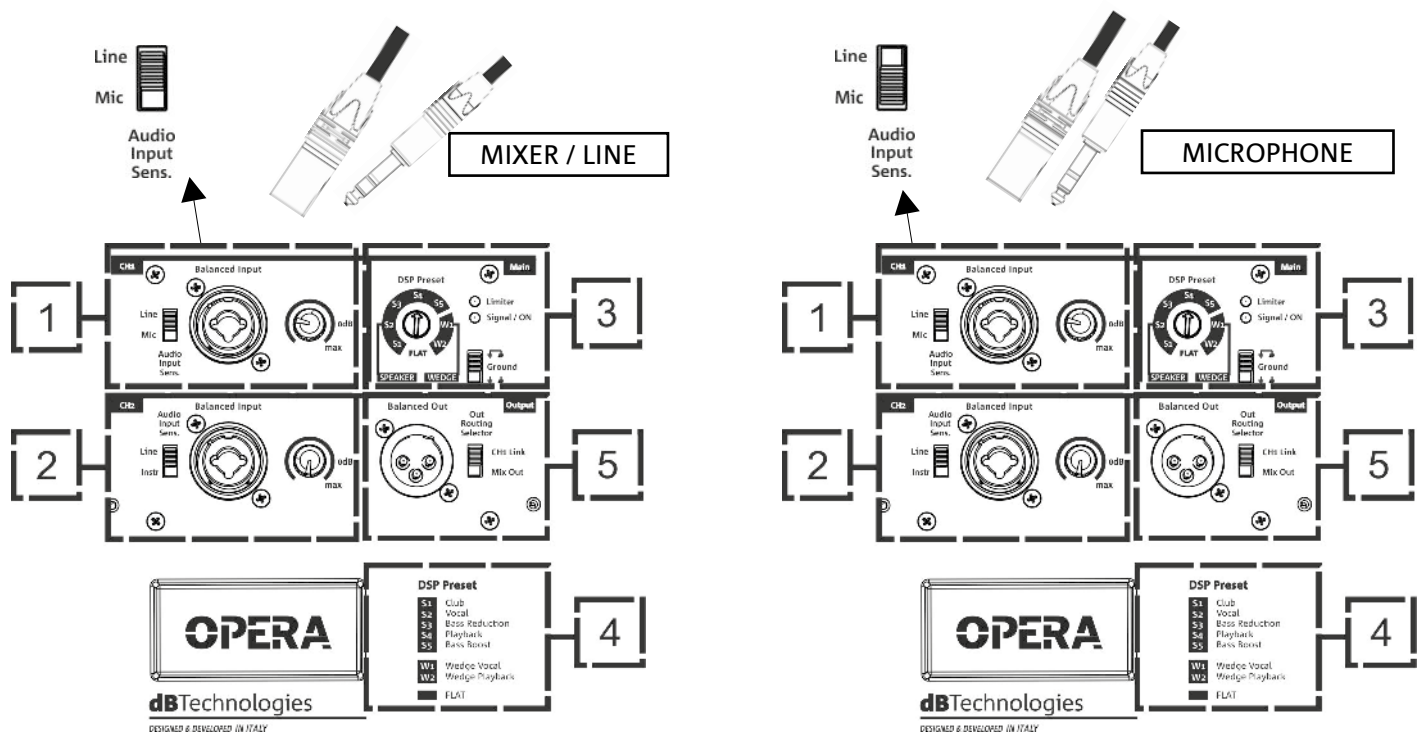 Line
Mic
Audio
Input
Sens.
MIXER / LINE
1
CH1
Balanced Input
Line
Mic
Audio
Input
Sens.
0dB
max
Main
DSP Preset
S1
S2
S3
S4
S5
W1
W2
FLAT
SPEAKER
WEDGE
Limiter
Signal / ON
Ground
3
2
CH2
Audio
Input
Sens.
Balanced Input
Line
Instr
0dB
max
Balanced Out
Output
Out
Routing
Selector
CH1 Link
Mix Out
5
OPERA
dBTechnologies
DESIGNED & DEVELOPED IN ITALY
DSP Preset
S1 Club
S2 Vocal
S3 Bass Reduction
S4 Playback
S5 Bass Boost
W1 Wedge Vocal
W2 Wedge Playback
FLAT
4
Line
Mic
Audio
Input
Sens.
MICROPHONE
1
CH1
Balanced Input
Line
Mic
Audio
Input
Sens.
0dB
max
Main
DSP Preset
S1
S2
S3
S4
S5
W1
W2
FLAT
SPEAKER
WEDGE
Limiter
Signal / ON
Ground
3
2
CH2
Audio
Input
Sens.
Balanced Input
Line
Instr
0dB
max
Balanced Out
Output
Out
Routing
Selector
CH1 Link
Mix Out
5
OPERA
dBTechnologies
DESIGNED & DEVELOPED IN ITALY
DSP Preset
S1 Club
S2 Vocal
S3 Bass Reduction
S4 Playback
S5 Bass Boost
W1 Wedge Vocal
W2 Wedge Playback
FLAT
4